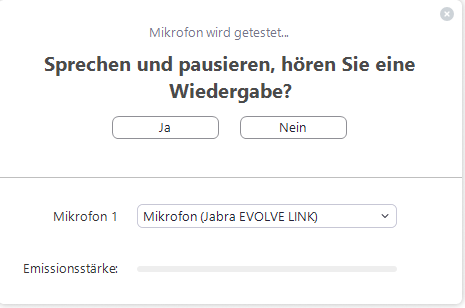 Mikrofon wird getestet...
Sprechen und pausieren, hören Sie eine
Wiedergabe?
Ja
Nein
Mikrofon 1
Mikrofon (Jabra EVOLVE LINK)
Emissionsstärke: